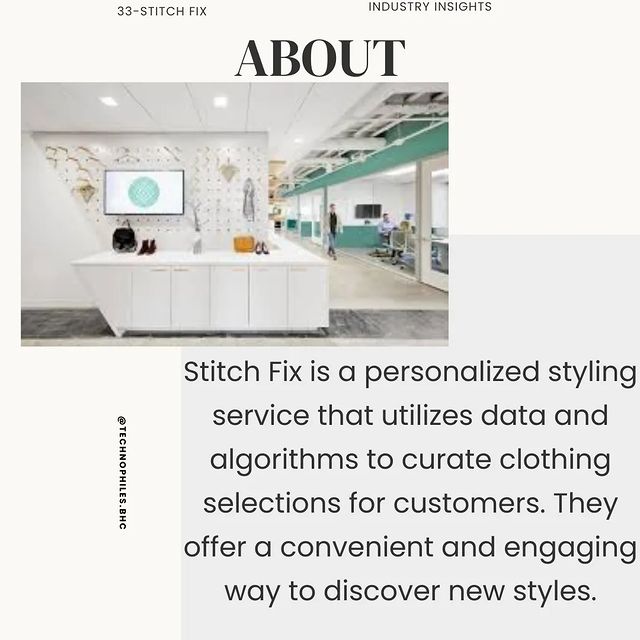 33-STITCH FIX
INDUSTRY INSIGHTS
ABOUT
Stitch Fix is a personalized styling
service that utilizes data and
algorithms to curate clothing
selections for customers. They
offer a convenient and engaging
way to discover new styles.
@TECHNOPHILES.BHC